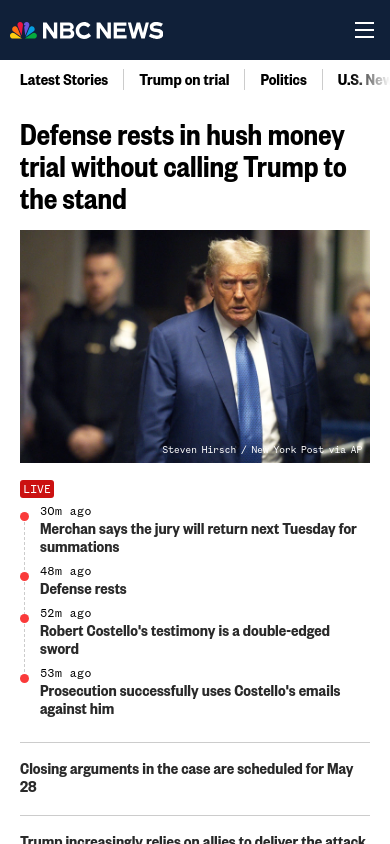 NBC NEWS
Latest Stories
Trump on trial
Politics
U.S. New
Defense rests in hush money
trial without calling Trump to
the stand
Steven Hirsch / New York Post via AP
LIVE
30m ago
Merchan says the jury will return next Tuesday for
summations
48m ago
Defense rests
52m ago
Robert Costello's testimony is a double-edged
sword
53m ago
Prosecution successfully uses Costello's emails
against him
Closing arguments in the case are scheduled for May
28
Trump increasingly relies on allies to deliver the attack